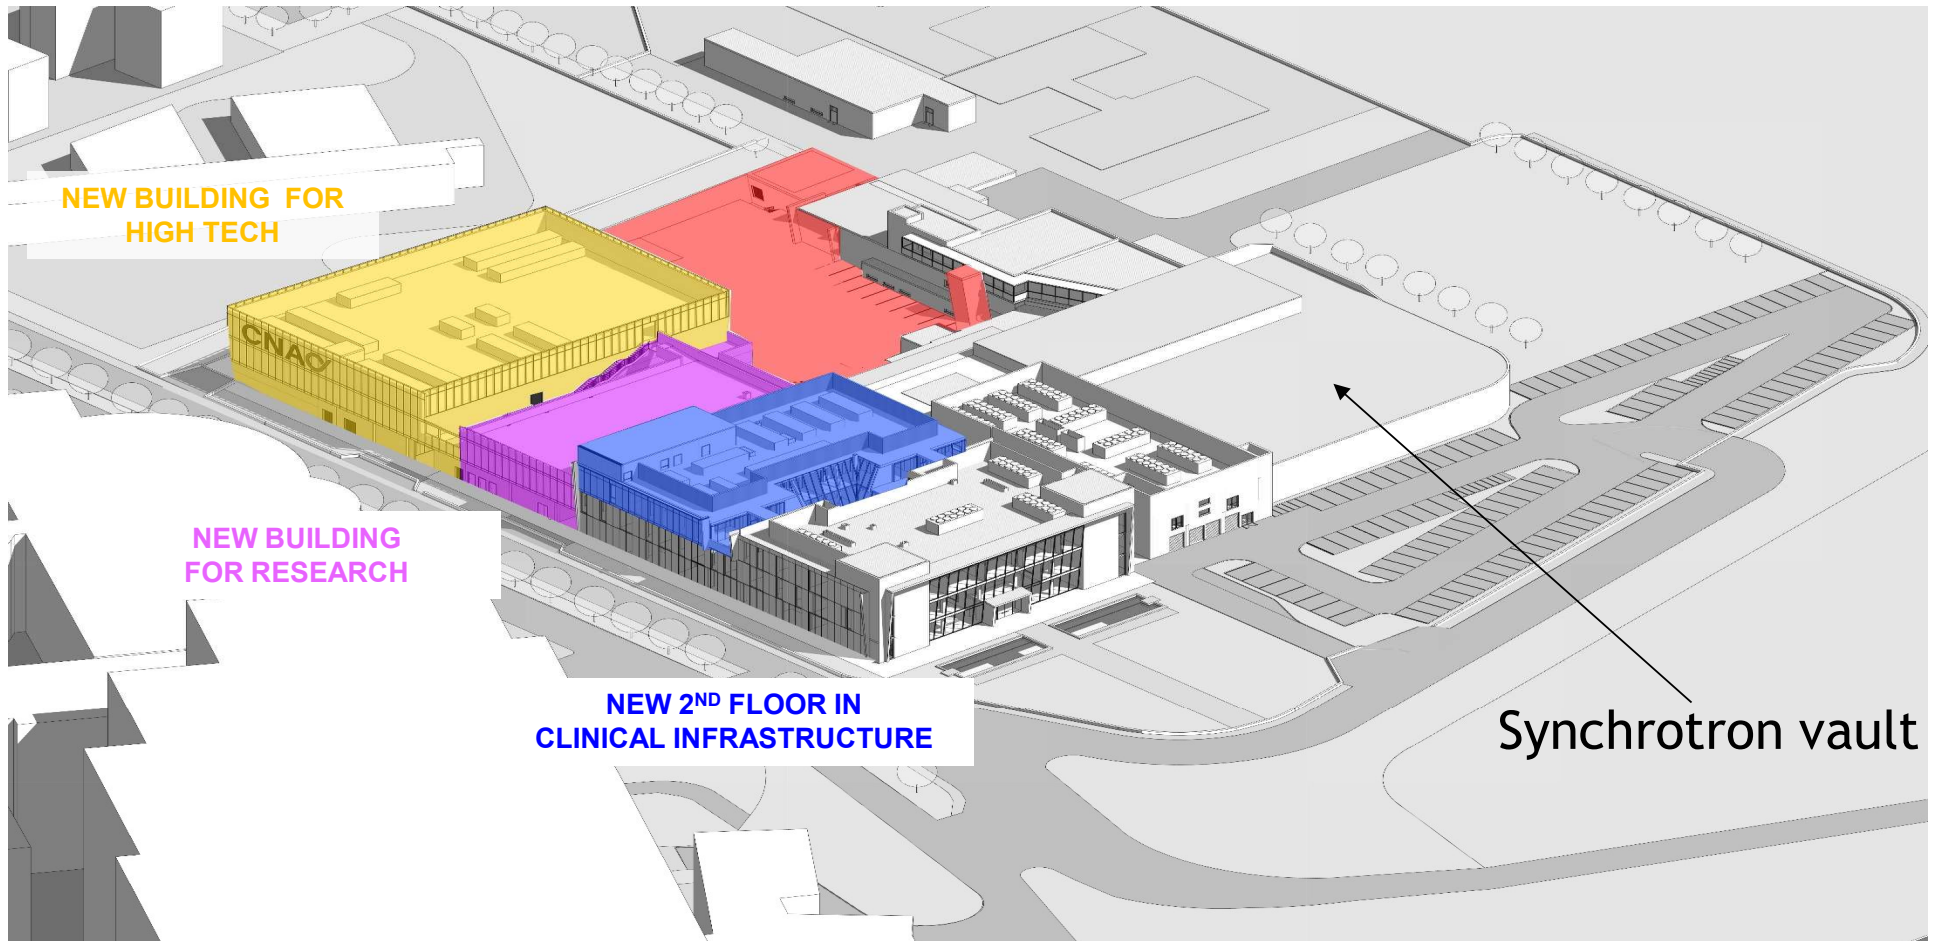 NEW BUILDING FOR
HIGH TECH
CNAO
NEW BUILDING
FOR RESEARCH
NEW 2ND FLOOR IN
CLINICAL INFRASTRUCTURE
Synchrotron vault